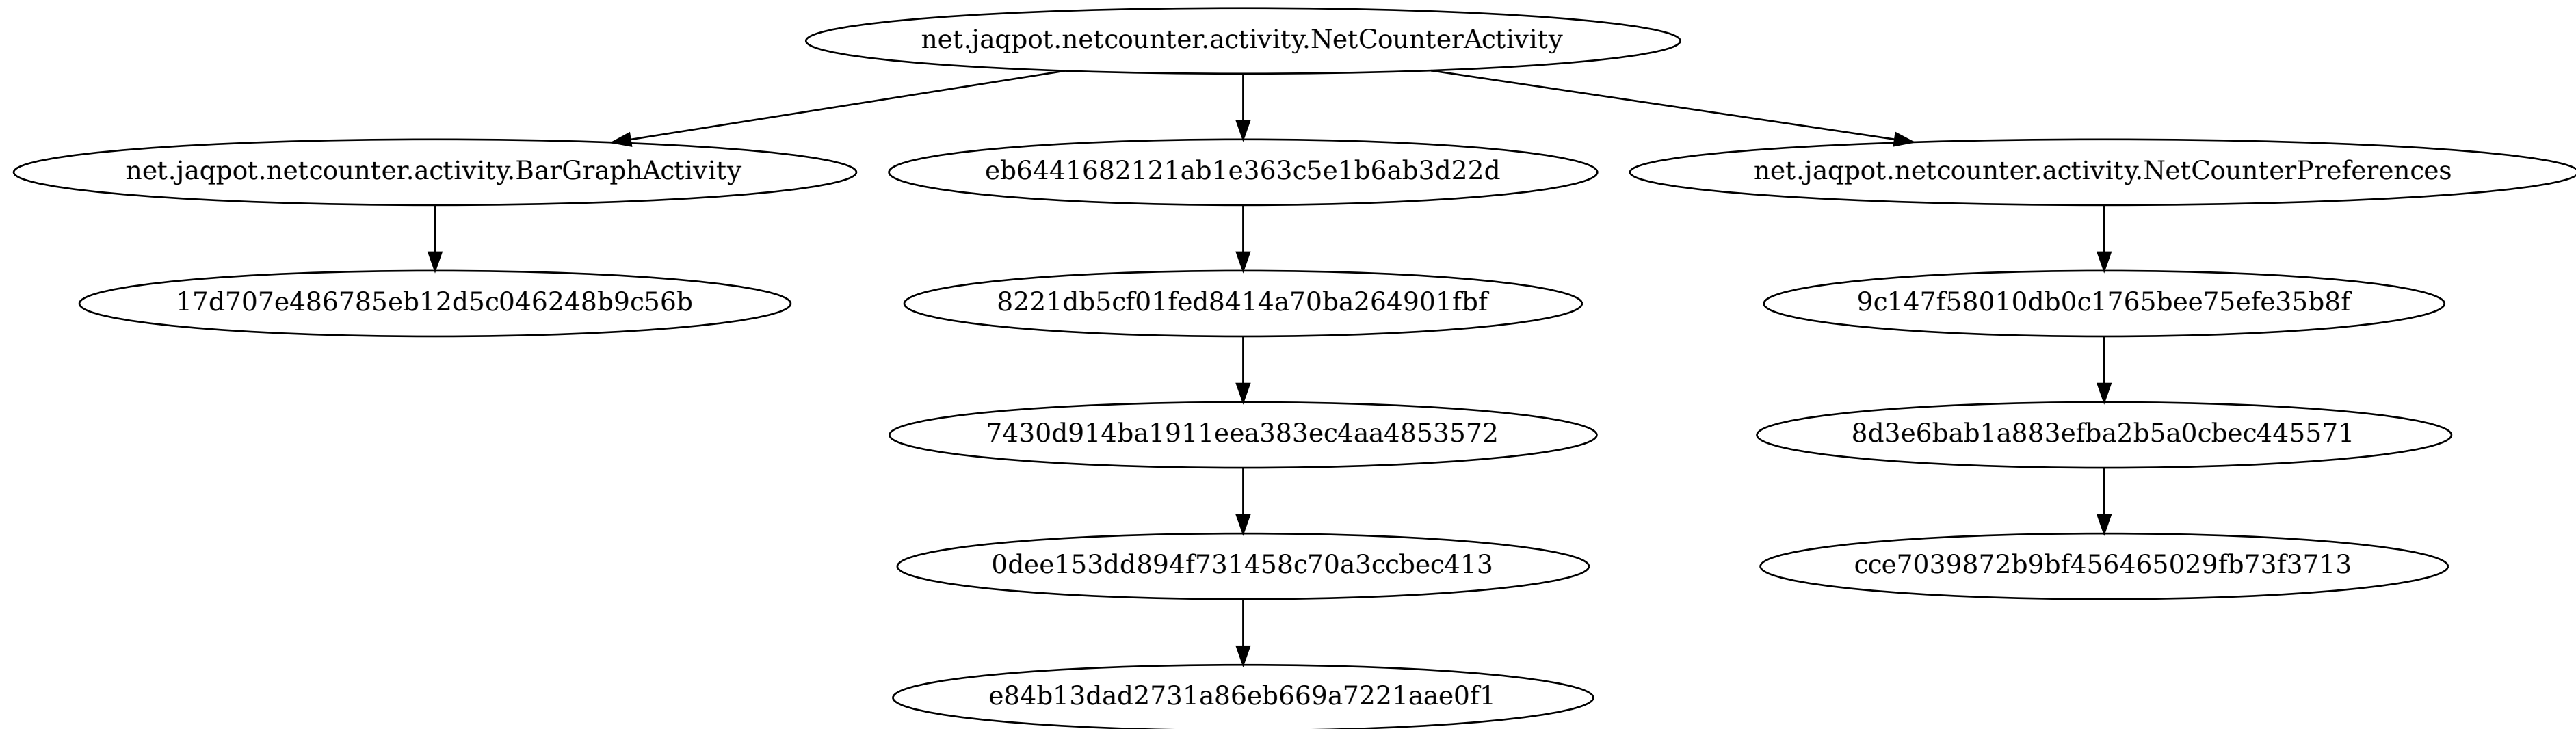 net.jaqpot.netcounter.activity.NetCounterActivity
net.jaqpot.netcounter.activity.BarGraphActivity
eb6441682121ab1e363c5e1b6ab3d22d
net.jaqpot.netcounter.activity.NetCounterPreferences
17d707e486785eb12d5c046248b9c56b
8221db5cf01fed8414a70ba264901fbf
9c147f58010db0c1765bee75efe35b8f
7430d914ba1911eea383ec4aa4853572
8d3e6bab1a883efba2b5a0cbec445571
0dee153dd894f731458c70a3ccbec413
cce7039872b9bf456465029fb73f3713
e84b13dad2731a86eb669a7221aae0f1